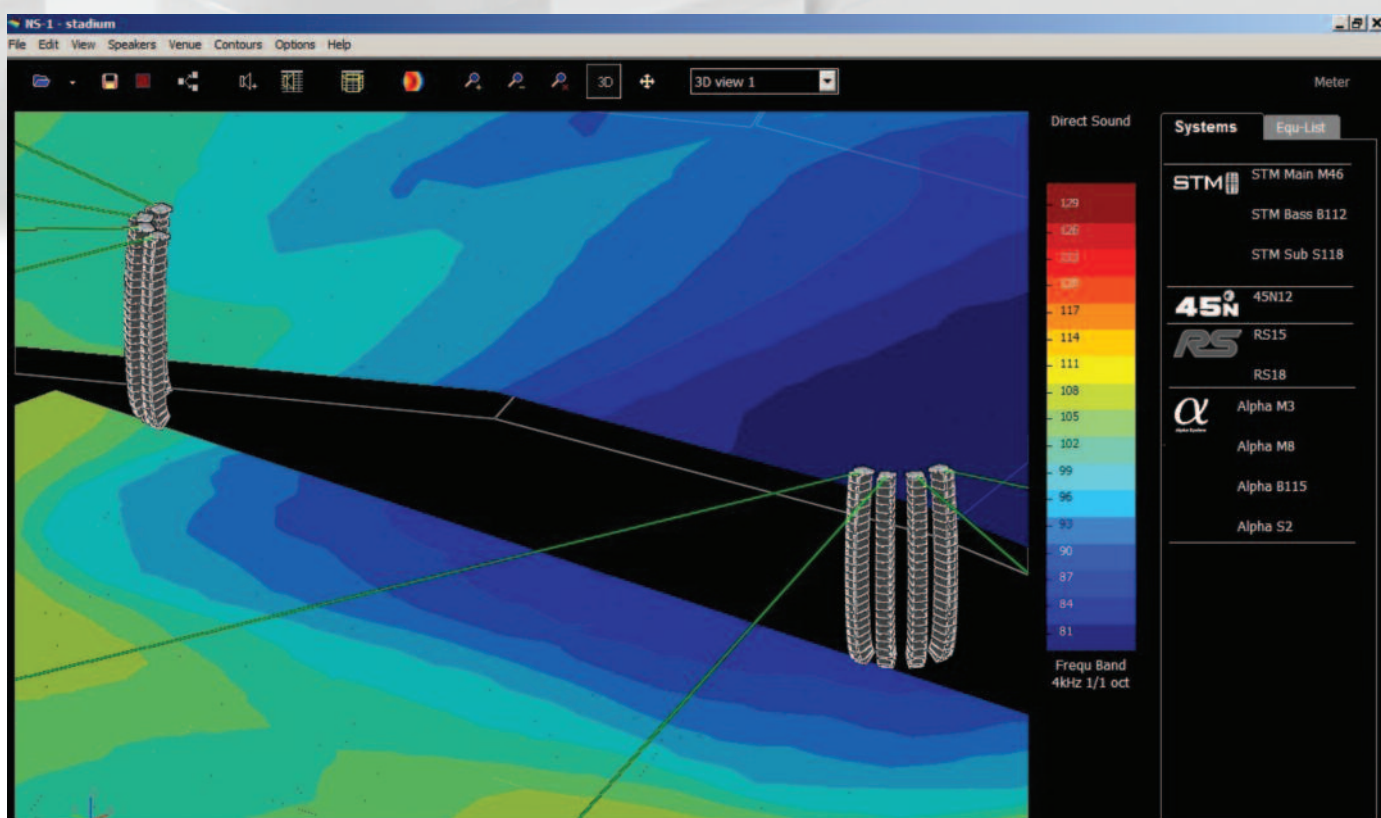 NS-1 - stadium
File Edit View Speakers Venue Contours Options Help
3D
3D view 1
Meter
Direct Sound
129
126
117
114
111
108
105
102
99
96
93
90
87
84
81
Frequ Band
4kHz 1/1 oct
Systems
Equ-List
STM
STM Main M46
STM Bass B112
STM Sub S118
45N
45N12
RS
RS15
RS18
α
Alpha System
Alpha M3
Alpha M8
Alpha B115
Alpha S2